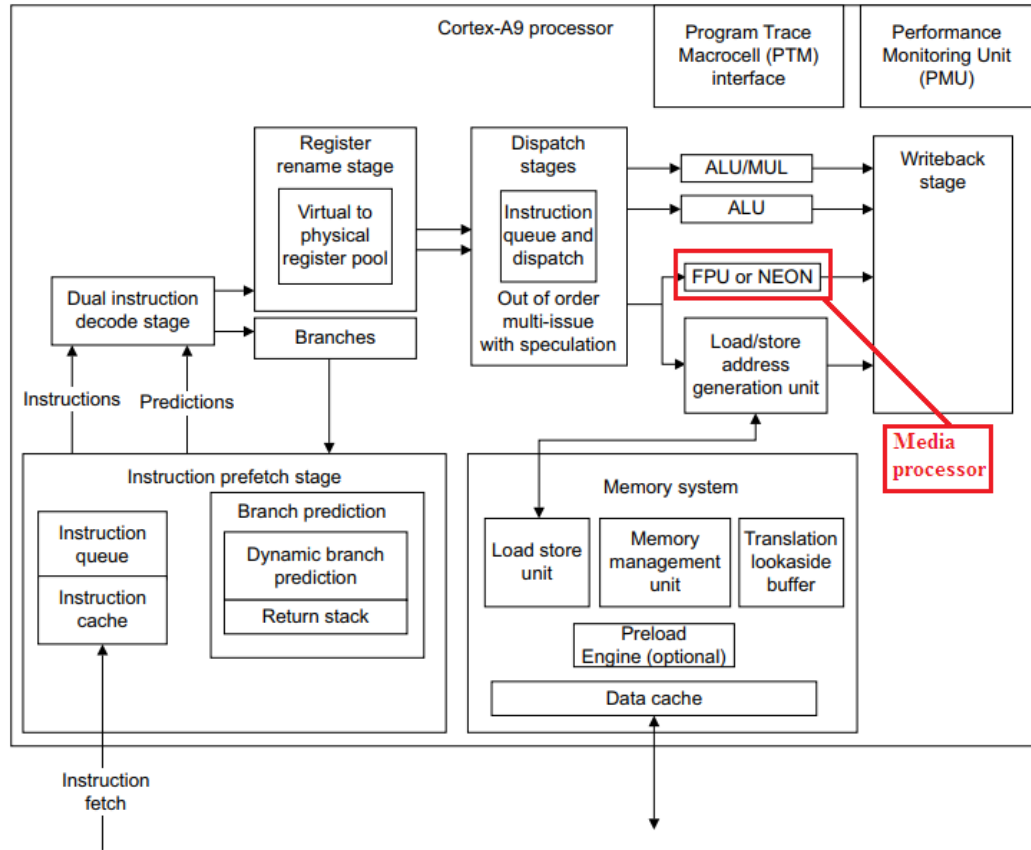 Cortex-A9 processor
Program Trace
Macrocell (PTM)
interface
Performance
Monitoring Unit
(PMU)
Register
rename stage
Virtual to
physical
register pool
Dispatch
stages
Instruction
queue and
dispatch
Out of order
multi-issue
with speculation
ALU/MUL
ALU
FPU or NEON
Load/store
address
generation unit
Writeback
stage
Dual instruction
decode stage
Branches
Instructions
Predictions
Media
processor
Instruction prefetch stage
Instruction
queue
Instruction
cache
Branch prediction
Dynamic branch
prediction
Return stack
Memory system
Load store
unit
Memory
management
unit
Translation
lookaside
buffer
Preload
Engine (optional)
Data cache
Instruction
fetch